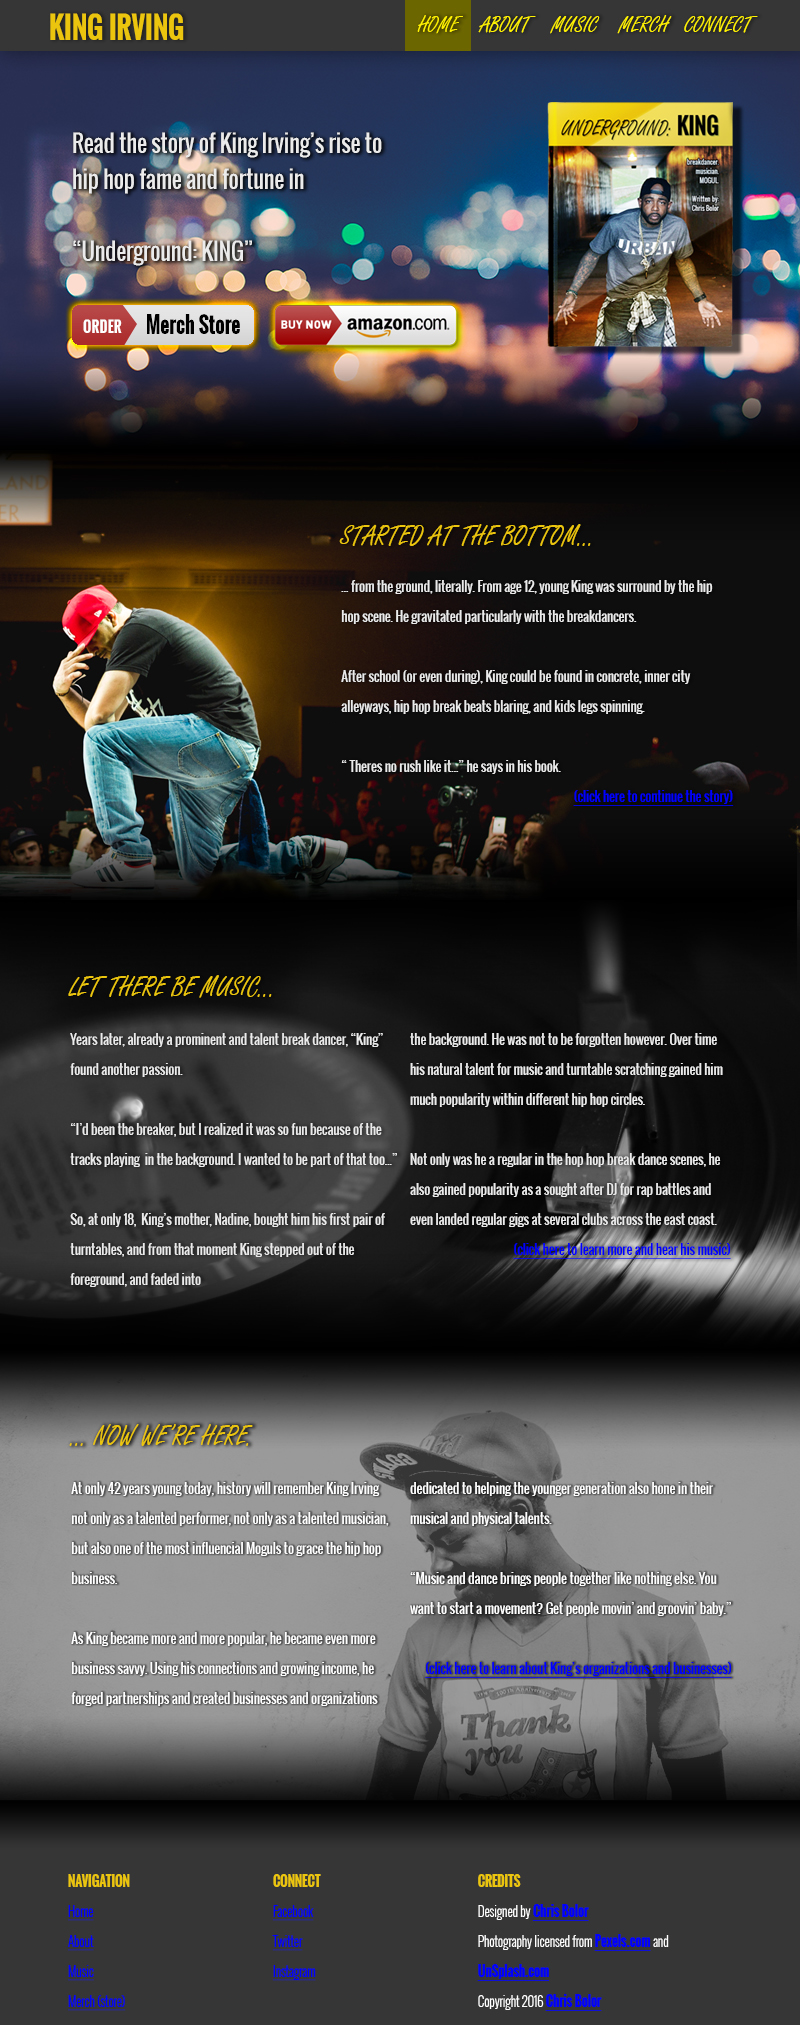 KING IRVING
HOME ABOUT MUSIC MERCH CONNECT
Read the story of King Irving's rise to
hip hop fame and fortune in
“Underground: KING”
ORDER Merch Store
BUY NOW amazon.com.
UNDERGROUND: KING
breakdancer
musician.
MOGUL
Written by:
Chris Bolor
URBAN
LAND
ER
STARTED AT THE BOTTOM...
... from the ground, literally. From age 12, young King was surround by the hip
hop scene. He gravitated particularly with the breakdancers.
After school (or even during), King could be found in concrete, inner city
alleyways, hip hop break beats blaring, and kids legs spinning.
“ Theres no rush like it...” he says in his book.
(click here to continue the story)
LET THERE BE MUSIC...
Years later, already a prominent and talent break dancer, “King”
found another passion.
“I'd been the breaker, but I realized it was so fun because of the
tracks playing  in the background. I wanted to be part of that too...”
So, at only 18,  King's mother, Nadine, bought him his first pair of
turntables, and from that moment King stepped out of the
foreground, and faded into
the background. He was not to be forgotten however. Over time
his natural talent for music and turntable scratching gained him
much popularity within different hip hop circles.
Not only was he a regular in the hop hop break dance scenes, he
also gained popularity as a sought after DJ for rap battles and
even landed regular gigs at several clubs across the east coast.
(click here to learn more and hear his music)
... NOW WE'RE HERE.
At only 42 years young today, history will remember King Irving
not only as a talented performer, not only as a talented musician,
but also one of the most influencial Moguls to grace the hip hop
business.
As King became more and more popular, he became even more
business savvy. Using his connections and growing income, he
forged partnerships and created businesses and organizations
dedicated to helping the younger generation also hone in their
musical and physical talents.
“Music and dance brings people together like nothing else. You
want to start a movement? Get people movin' and groovin' baby.”
(click here to learn about King's organizations and businesses)
Thank
you
NAVIGATION
Home
About
Music
Merch (store)
CONNECT
Facebook
Twitter
Instagram
CREDITS
Designed by Chris Bolor
Photography licensed from Pexels.com and
UnSplash.com
Copyright 2016 Chris Bolor